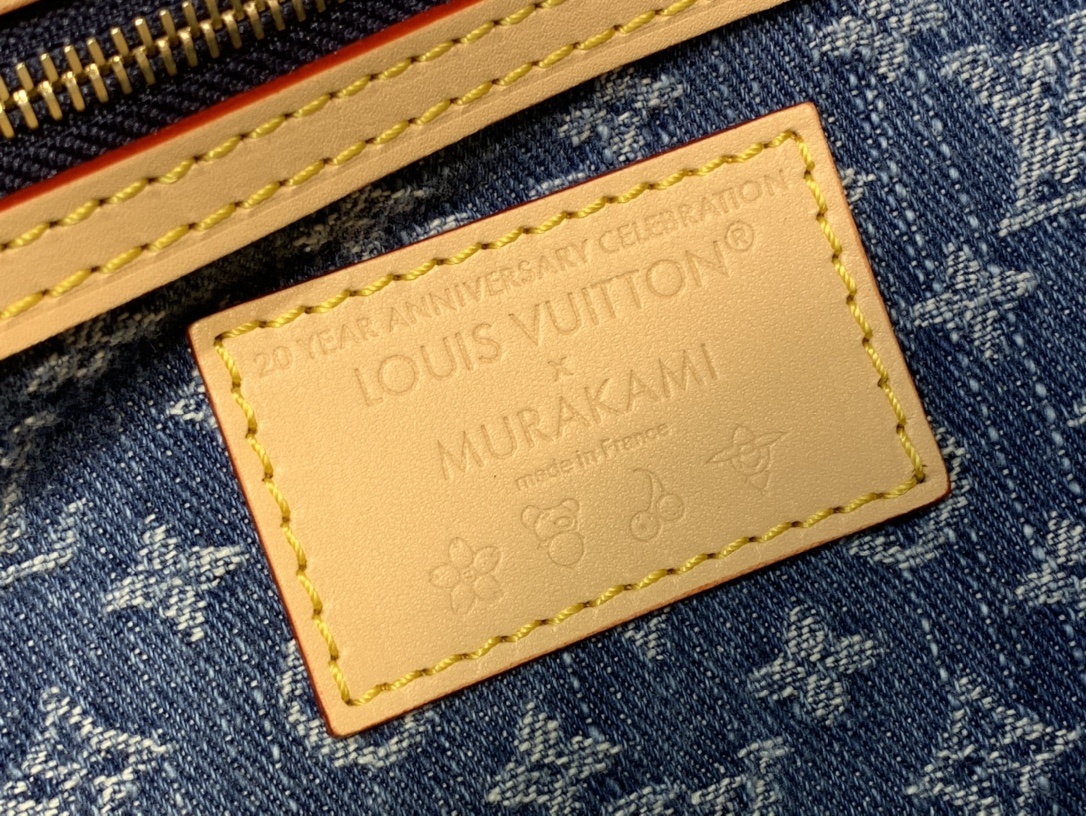 20 YEAR ANNIVERSARY CELEBRATION
LOUIS VUITTON®
x
MURAKAMI
made in France